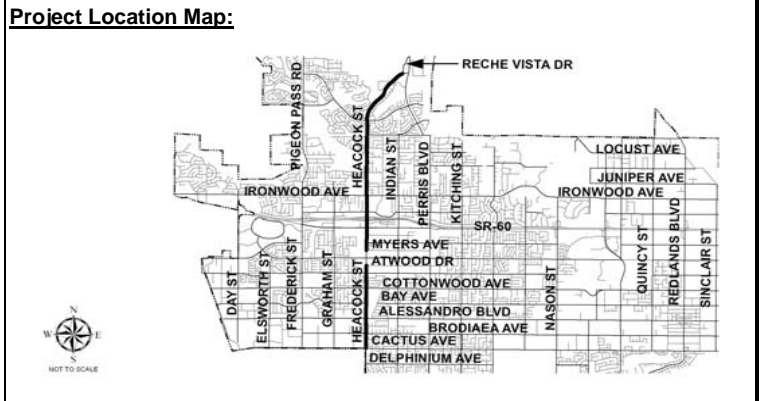 Project Location Map:
RECHE VISTA DR
PIGEON PASS RD
HEACOCK ST
INDIAN ST
PERRIS BLVD
KITCHING ST
LOCUST AVE
JUNIPER AVE
IRONWOOD AVE
IRONWOOD AVE
SR-60
MYERS AVE
ATWOOD DR
DAY ST
ELSWORTH ST
FREDERICK ST
GRAHAM ST
HEACOCK ST
COTTONWOOD AVE
BAY AVE
ALESSANDRO BLVD
BRODIAEA AVE
CACTUS AVE
DELPHINIUM AVE
NASON ST
QUINCY ST
REDLANDS BLVD
SINCLAIR ST
N
W
E
S
NOT TO SCALE